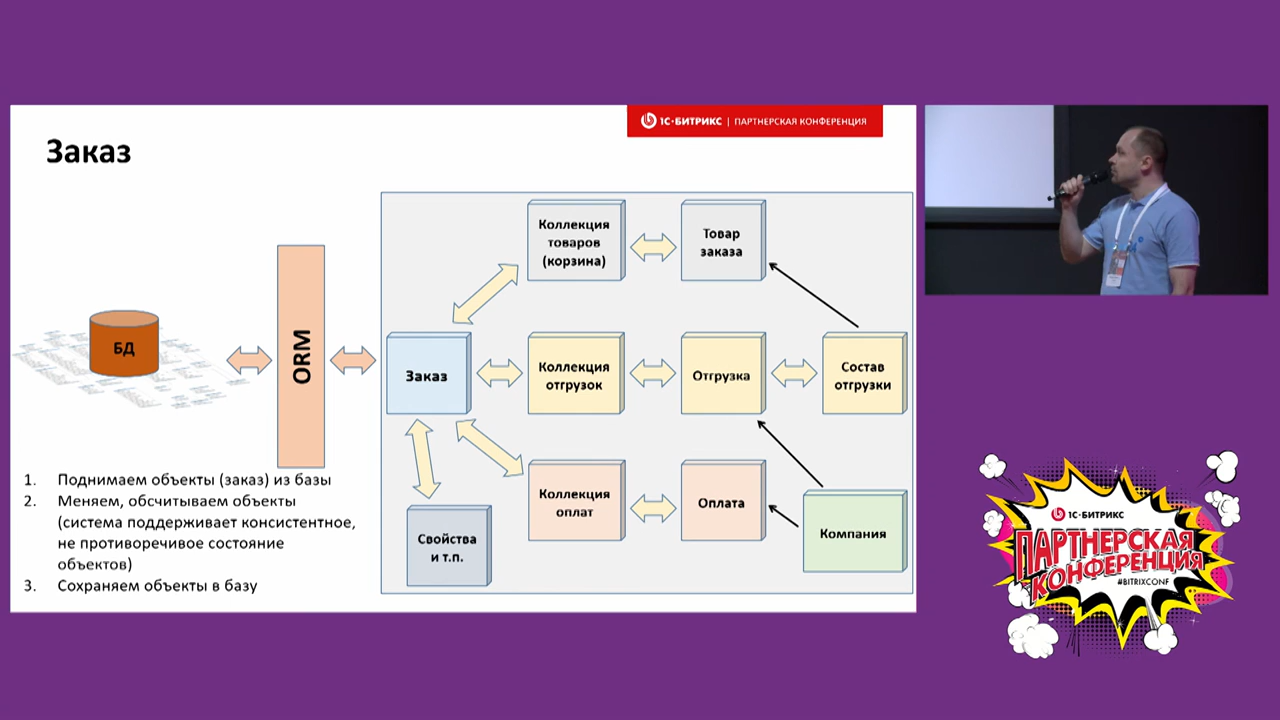 1С·БИТРИКС | ПАРТНЕРСКАЯ КОНФЕРЕНЦИЯ
Заказ
БД
ORM
Коллекция
товаров
(корзина)
Товар
заказа
Заказ
Коллекция
отгрузок
Отгрузка
Состав
отгрузки
Коллекция
оплат
Оплата
Компания
Свойства
и т.п.
1. Поднимаем объекты (заказ) из базы
2. Меняем, обсчитываем объекты
(система поддерживает консистентное,
не противоречивое состояние
объектов)
3. Сохраняем объекты в базу
1С·БИТРИКС
ПАРТНЕРСКАЯ
КОНФЕРЕНЦИЯ
#BITRIXCONF